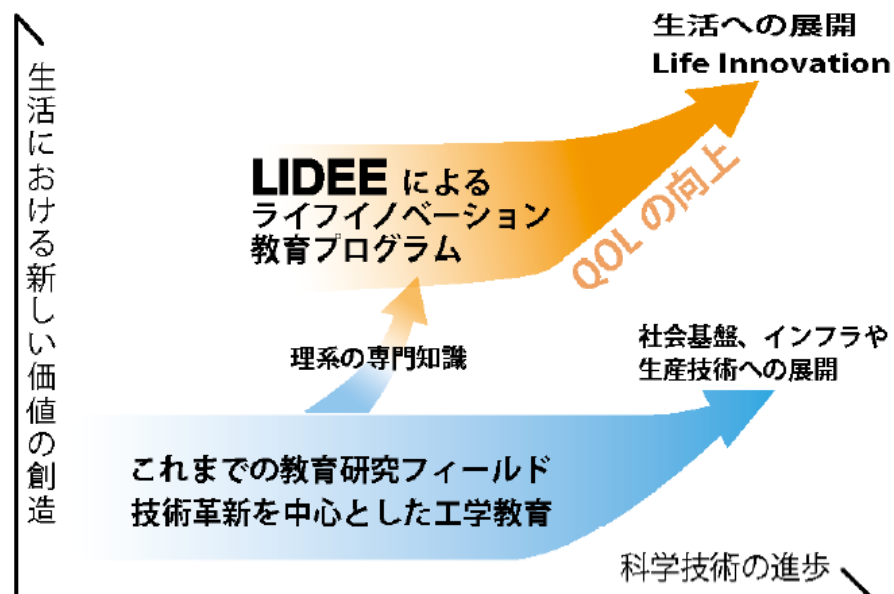 生活への展開
Life Innovation
生活における新しい価値の創造
LIDEE による
ライフイノベーション
教育プログラム
QOL の向上
理系の専門知識
社会基盤、インフラや
生産技術への展開
これまでの教育研究フィールド
技術革新を中心とした工学教育
科学技術の進歩